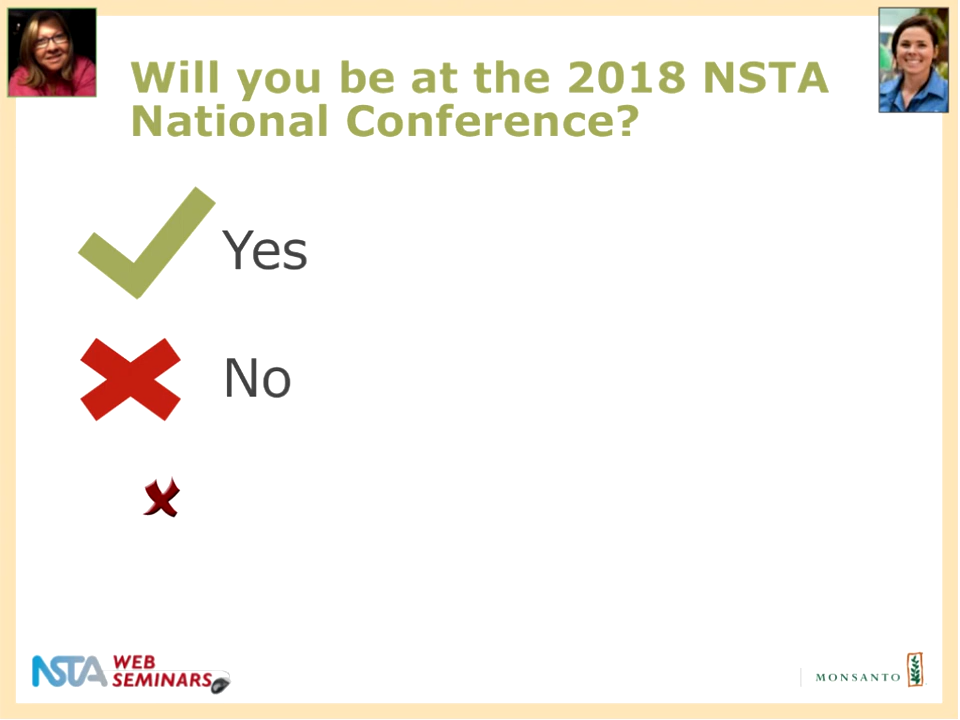 Will you be at the 2018 NSTA
National Conference?
Yes
No
NSTA WEB
SEMINARS
MONSANTO